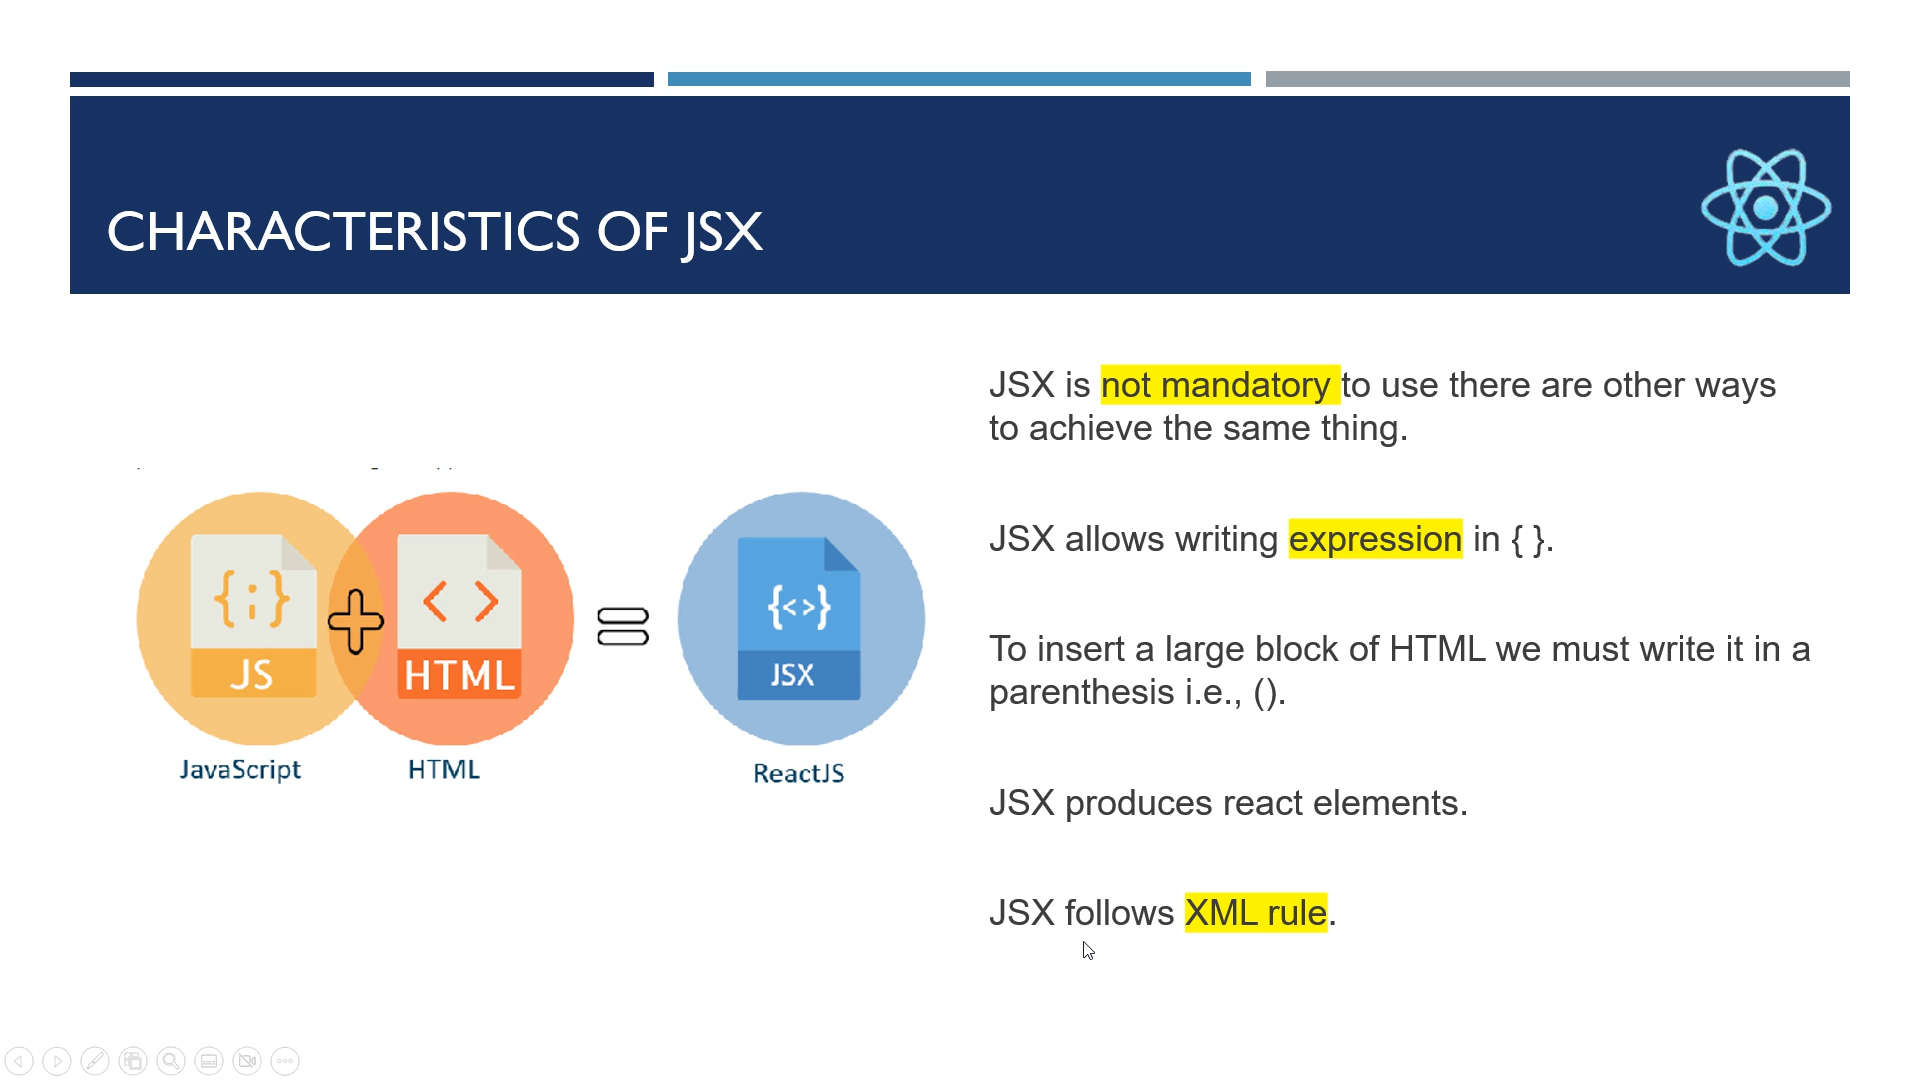 CHARACTERISTICS OF JSX
JSX is not mandatory to use there are other ways
to achieve the same thing.
JSX allows writing expression in { }.
To insert a large block of HTML we must write it in a
parenthesis i.e., ().
JSX produces react elements.
JSX follows XML rule.
{;}
JS
JavaScript
< >
HTML
HTML
{<>}
JSX
ReactJS